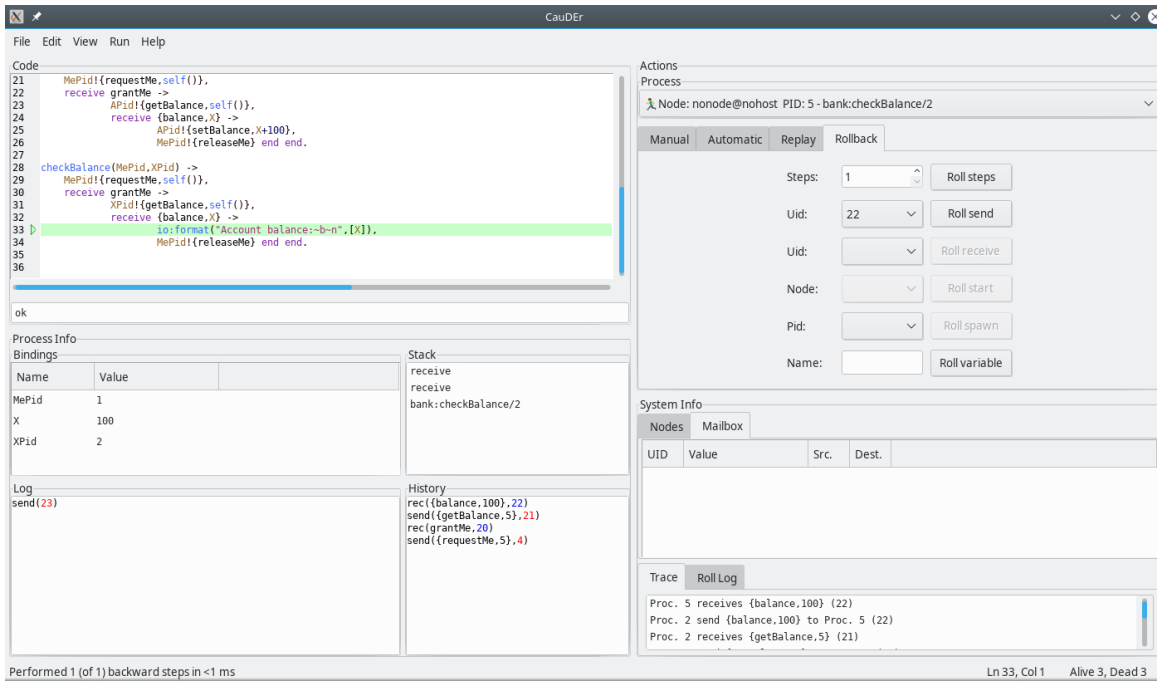 CauDEr
File Edit View Run Help
Code
21 MePid!{requestMe,self()},
22 receive grantMe ->
23 APid!{getBalance,self()},
24 receive {balance,X} ->
25 APid!{setBalance,X+100},
26 MePid!{releaseMe} end end.
27
28 checkBalance(MePid,XPid) ->
29 MePid!{requestMe,self()},
30 receive grantMe ->
31 XPid!{getBalance,self()},
32 receive {balance,X} ->
33 io:format("Account balance:~b~n",[X]),
34 MePid!{releaseMe} end end.
35
36
ok
Process Info
Bindings
Name Value
MePid 1
X 100
XPid 2
Stack
receive
receive
bank:checkBalance/2
Log
send(23)
History
rec({balance,100},22)
send({getBalance,5},21)
rec(grantMe,20)
send({requestMe,5},4)
Actions
Process
Node: nonode@nohost PID: 5 - bank:checkBalance/2
Manual Automatic Replay Rollback
Steps: 1 Roll steps
Uid: 22 Roll send
Uid: Roll receive
Node: Roll start
Pid: Roll spawn
Name: Roll variable
System Info
Nodes Mailbox
UID Value Src. Dest.
Trace Roll Log
Proc. 5 receives {balance,100} (22)
Proc. 2 send {balance,100} to Proc. 5 (22)
Proc. 2 receives {getBalance,5} (21)
Performed 1 (of 1) backward steps in <1 ms
Ln 33, Col 1 Alive 3, Dead 3